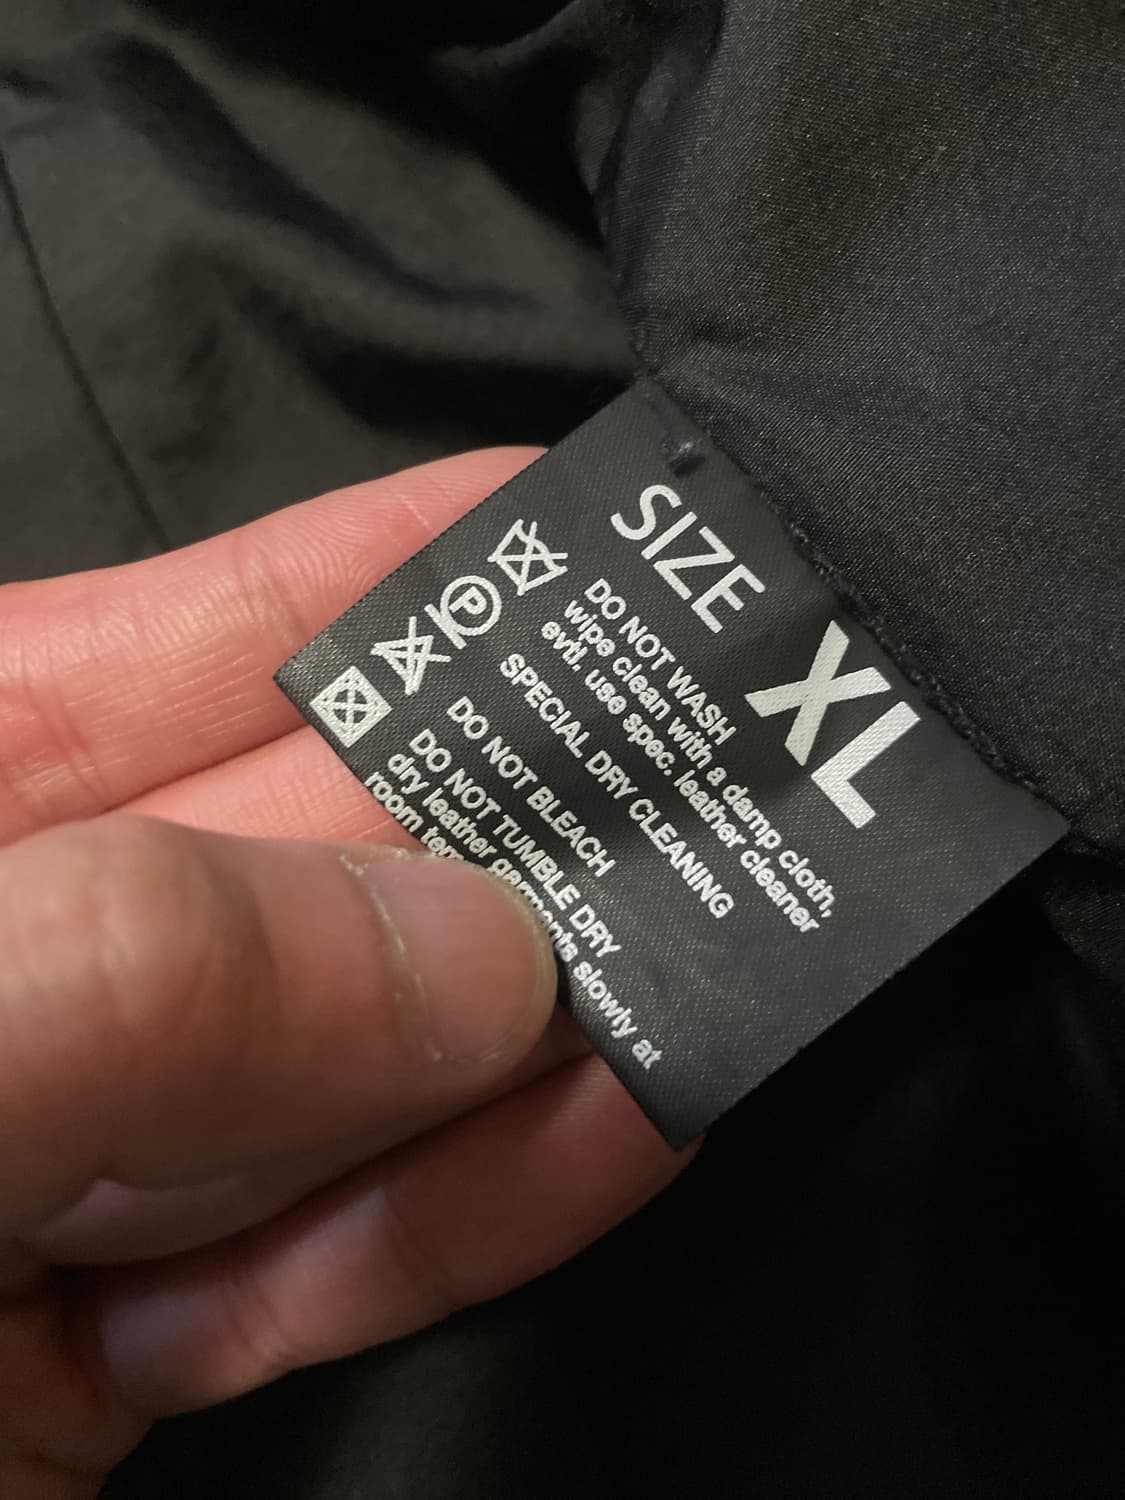 SIZE XL
DO NOT WASH
wipe clean with a damp cloth,
evtl. use spec. leather cleaner
P
SPECIAL DRY CLEANING
DO NOT BLEACH
DO NOT TUMBLE DRY
dry leather garments slowly at
room